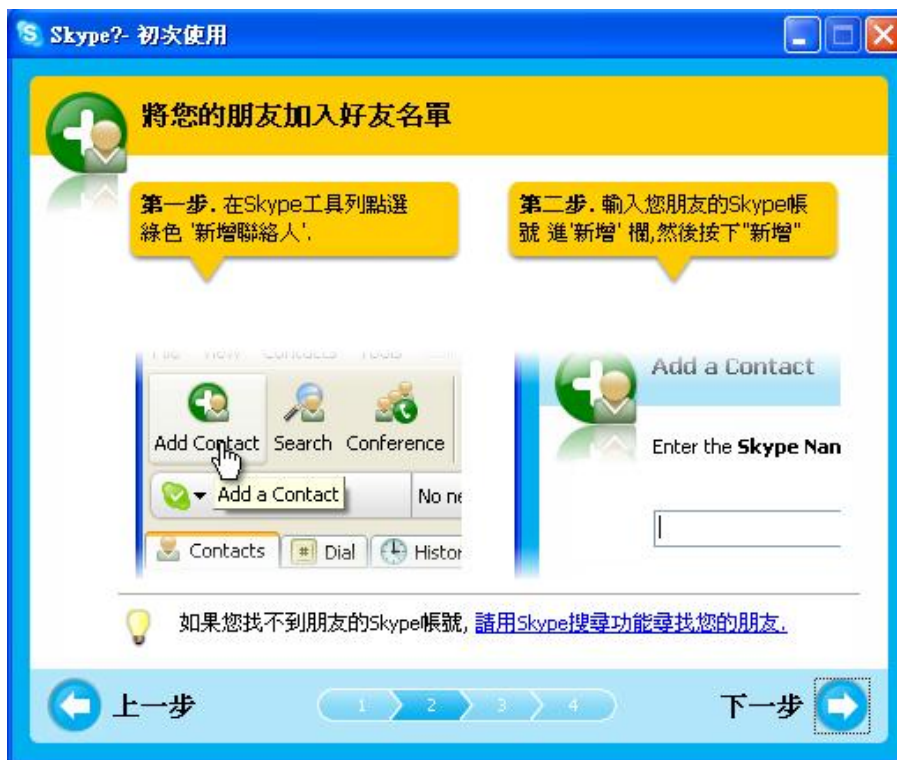 Skype?- 初次使用
將您的朋友加入好友名單
第一步. 在Skype工具列點選
綠色 '新增聯絡人'.
第二步. 輸入您朋友的Skype帳
號 進'新增' 欄,然後按下"新增"
File View Contacts Tools
Add Contact Search Conference
Add a Contact
No ne
Contacts Dial Histor
Add a Contact
Enter the Skype Nan
如果您找不到朋友的Skype帳號, 請用Skype搜尋功能尋找您的朋友.
上一步
1 2 3 4
下一步